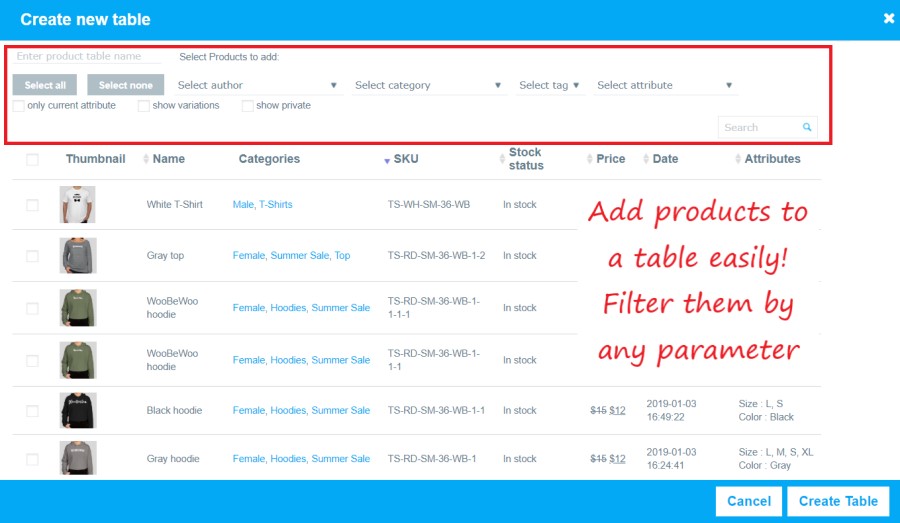 Create new table
Enter product table name
Select Products to add:
Select all
Select none
Select author
Select category
Select tag
Select attribute
only current attribute
show variations
show private
Search
Thumbnail
Name
Categories
SKU
Stock
status
Price
Date
Attributes
White T-Shirt
Male, T-Shirts
TS-WH-SM-36-WB
In stock
Gray top
Female, Summer Sale, Top
TS-RD-SM-36-WB-1-2
In stock
WooBeWoo
hoodie
Female, Hoodies, Summer Sale
TS-RD-SM-36-WB-1-
1-1-1
In stock
WooBeWoo
hoodie
Female, Hoodies, Summer Sale
TS-RD-SM-36-WB-1-
1-1
In stock
Add products to
a table easily!
Filter them by
any parameter
Black hoodie
Female, Hoodies, Summer Sale
TS-RD-SM-36-WB-1-1
In stock
$15 $12
2019-01-03
16:49:22
Size : L, S
Color : Black
Gray hoodie
Female, Hoodies, Summer Sale
TS-RD-SM-36-WB-1
In stock
$15 $12
2019-01-03
16:24:41
Size : L, M, S, XL
Color : Gray
Cancel
Create Table